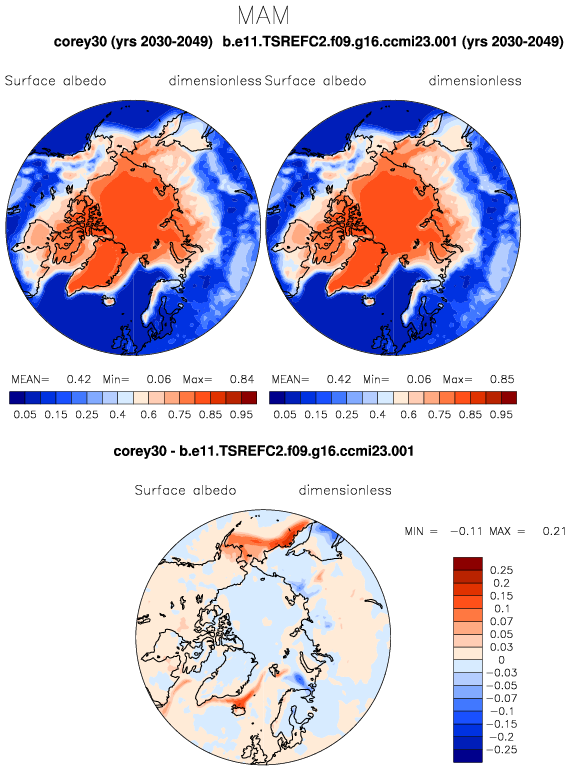 MAM
corey30 (yrs 2030-2049) b.e11.TSREFC2.f09.g16.ccmi23.001 (yrs 2030-2049)
Surface albedo dimensionless Surface albedo dimensionless
MEAN= 0.42 Min= 0.06 Max= 0.84 MEAN= 0.42 Min= 0.06 Max= 0.85
0.05 0.15 0.25 0.4 0.6 0.75 0.85 0.95 0.05 0.15 0.25 0.4 0.6 0.75 0.85 0.95
corey30 - b.e11.TSREFC2.f09.g16.ccmi23.001
Surface albedo dimensionless
MIN = -0.11 MAX = 0.21
0.25
0.2
0.15
0.1
0.07
0.05
0.03
0
-0.03
-0.05
-0.07
-0.1
-0.15
-0.2
-0.25